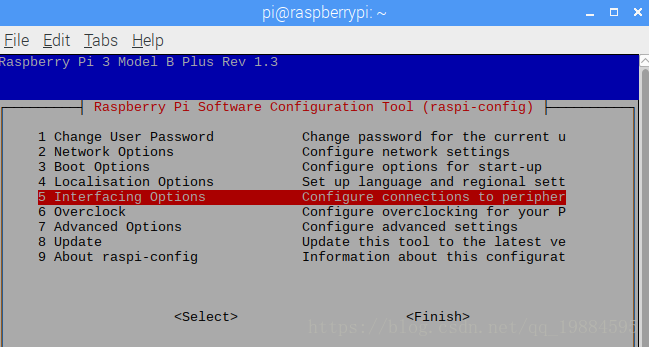 pi@raspberrypi: ~
File Edit Tabs Help
Raspberry Pi 3 Model B Plus Rev 1.3
Raspberry Pi Software Configuration Tool (raspi-config)
1 Change User Password Change password for the current u
2 Network Options Configure network settings
3 Boot Options Configure options for start-up
4 Localisation Options Set up language and regional sett
5 Interfacing Options Configure connections to peripher
6 Overclock Configure overclocking for your P
7 Advanced Options Configure advanced settings
8 Update Update this tool to the latest ve
9 About raspi-config Information about this configurat
<Select> <Finish>
https://blog.csdn.net/qq_19884595